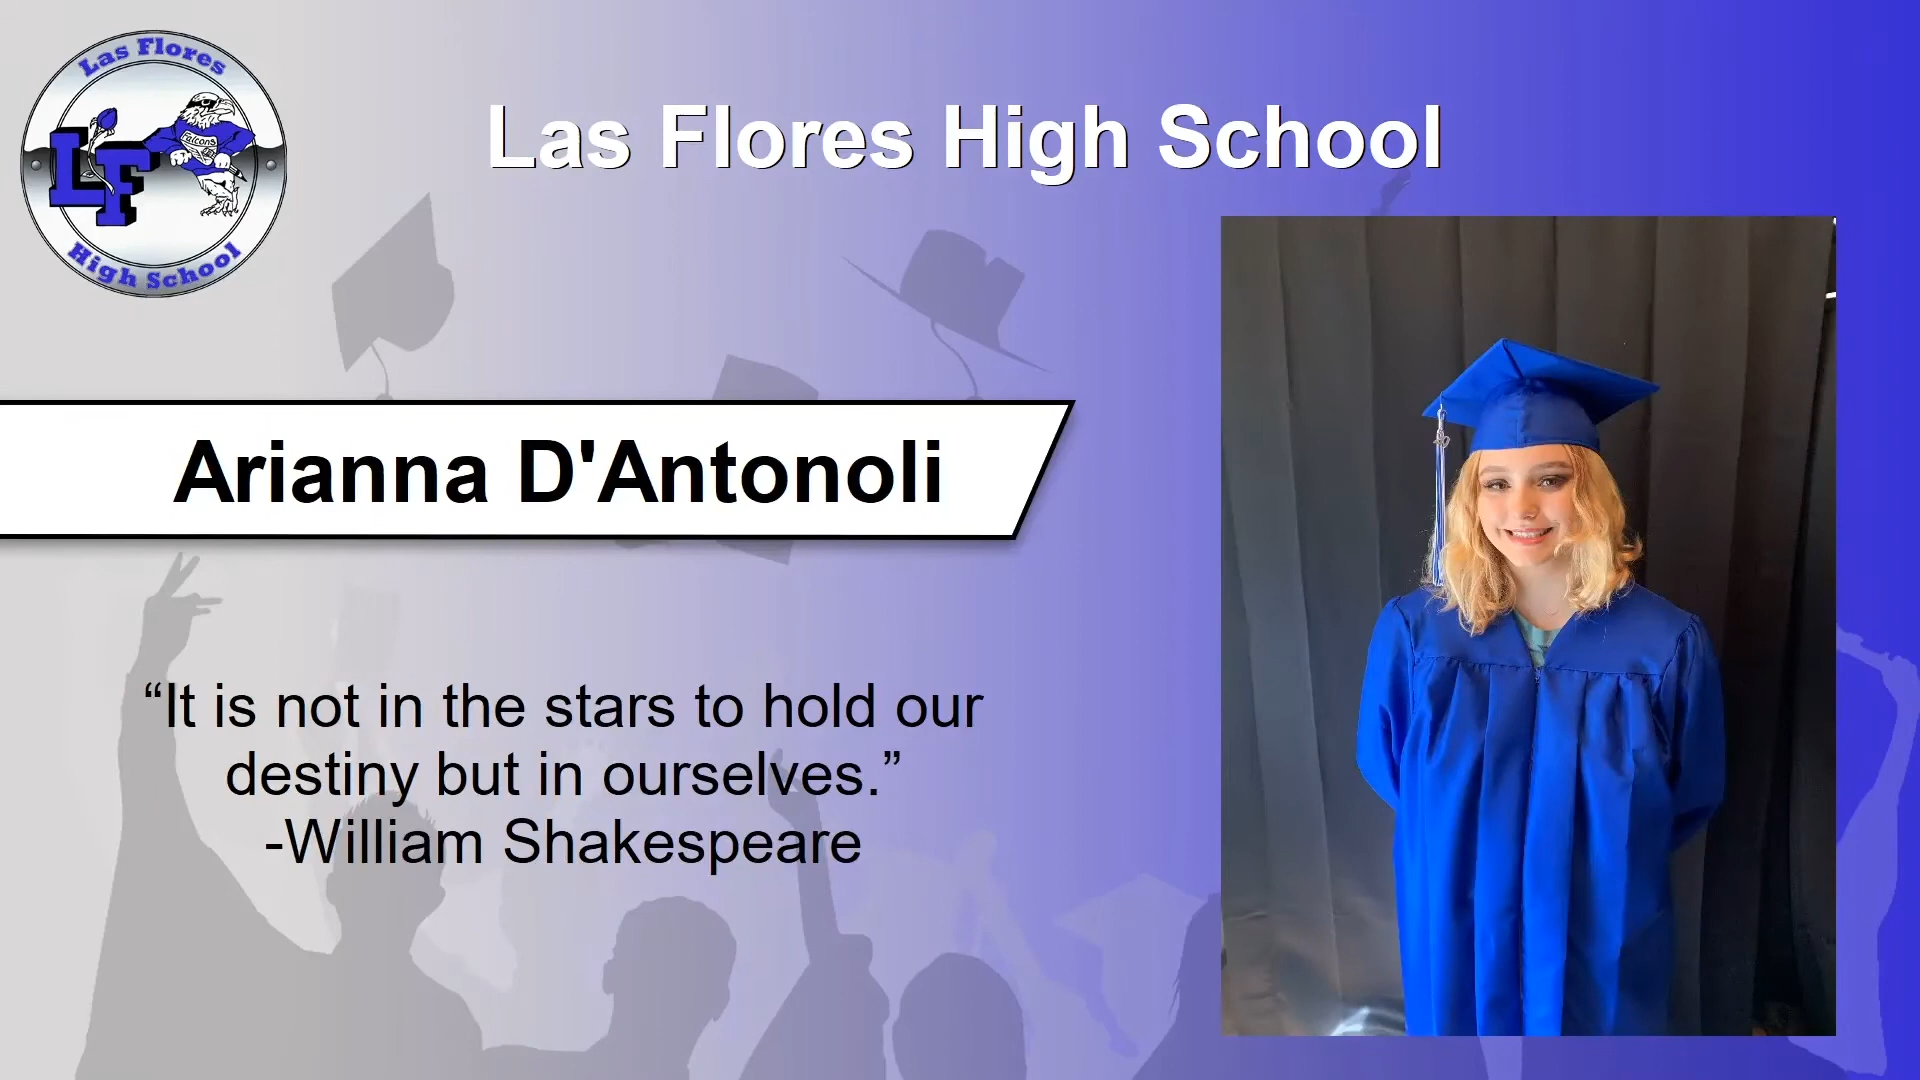 Las Flores
LF
Falcons
High School
Las Flores High School
Arianna D'Antonoli
“It is not in the stars to hold our
destiny but in ourselves.”
-William Shakespeare